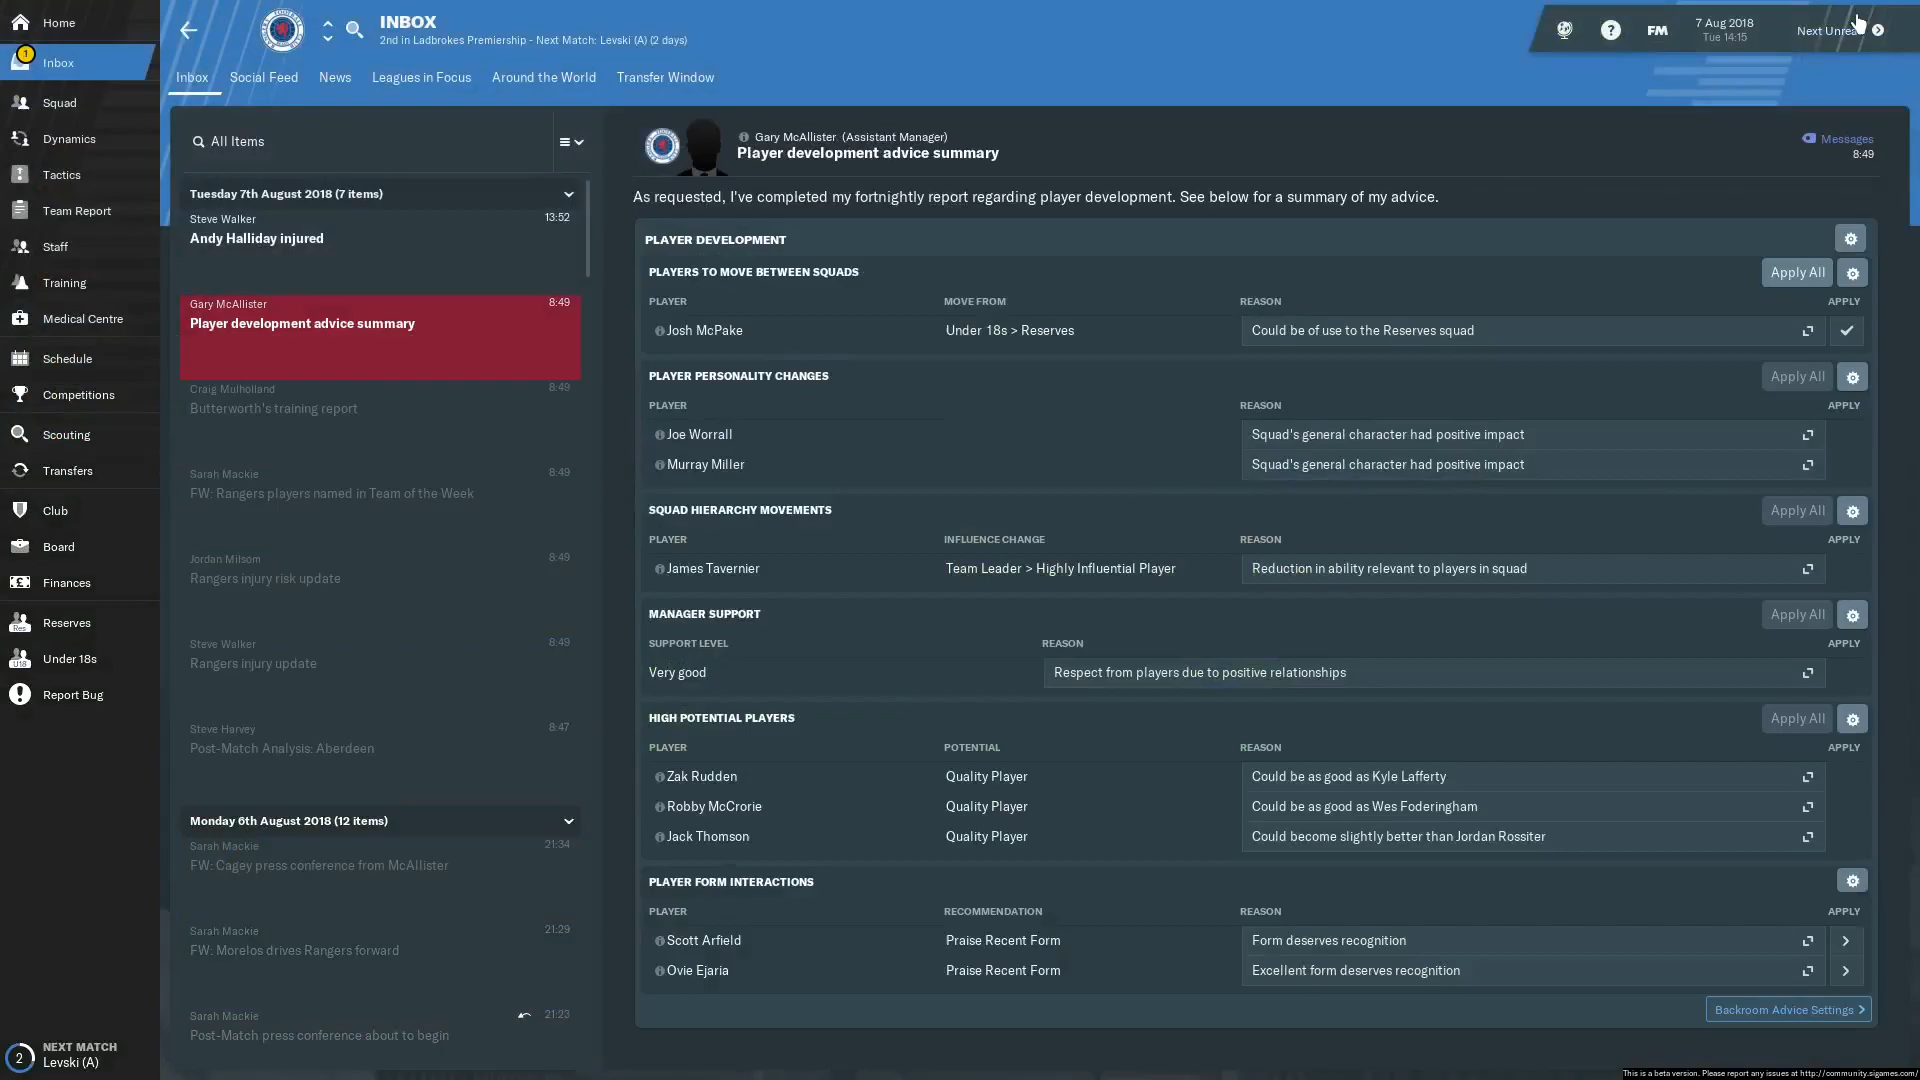 Home
1
Inbox
Squad
Dynamics
Tactics
Team Report
Staff
Training
Medical Centre
Schedule
Competitions
Scouting
Transfers
Club
Board
Finances
Res
Reserves
U18
Under 18s
Report Bug
2
NEXT MATCH
Levski (A)
INBOX
2nd in Ladbrokes Premiership - Next Match: Levski (A) (2 days)
? FM
7 Aug 2018
Tue 14:15
Next Unrea
Inbox Social Feed News Leagues in Focus Around the World Transfer Window
All Items
Tuesday 7th August 2018 (7 items)
Steve Walker 13:52
Andy Halliday injured
Gary McAllister 8:49
Player development advice summary
Craig Mulholland 8:49
Butterworth's training report
Sarah Mackie 8:49
FW: Rangers players named in Team of the Week
Jordan Milsom 8:49
Rangers injury risk update
Steve Walker 8:49
Rangers injury update
Steve Harvey 8:47
Post-Match Analysis: Aberdeen
Monday 6th August 2018 (12 items)
Sarah Mackie 21:34
FW: Cagey press conference from McAllister
Sarah Mackie 21:29
FW: Morelos drives Rangers forward
Sarah Mackie 21:23
Post-Match press conference about to begin
Gary McAllister (Assistant Manager)
Player development advice summary
Messages
8:49
As requested, I've completed my fortnightly report regarding player development. See below for a summary of my advice.
PLAYER DEVELOPMENT
PLAYERS TO MOVE BETWEEN SQUADS Apply All
PLAYER MOVE FROM REASON APPLY
Josh McPake Under 18s > Reserves Could be of use to the Reserves squad
PLAYER PERSONALITY CHANGES Apply All
PLAYER REASON APPLY
Joe Worrall Squad's general character had positive impact
Murray Miller Squad's general character had positive impact
SQUAD HIERARCHY MOVEMENTS Apply All
PLAYER INFLUENCE CHANGE REASON APPLY
James Tavernier Team Leader > Highly Influential Player Reduction in ability relevant to players in squad
MANAGER SUPPORT Apply All
SUPPORT LEVEL REASON APPLY
Very good Respect from players due to positive relationships
HIGH POTENTIAL PLAYERS Apply All
PLAYER POTENTIAL REASON APPLY
Zak Rudden Quality Player Could be as good as Kyle Lafferty
Robby McCrorie Quality Player Could be as good as Wes Foderingham
Jack Thomson Quality Player Could become slightly better than Jordan Rossiter
PLAYER FORM INTERACTIONS
PLAYER RECOMMENDATION REASON APPLY
Scott Arfield Praise Recent Form Form deserves recognition
Ovie Ejaria Praise Recent Form Excellent form deserves recognition
Backroom Advice Settings
This is a beta version. Please report any issues at http://community.sigames.com/